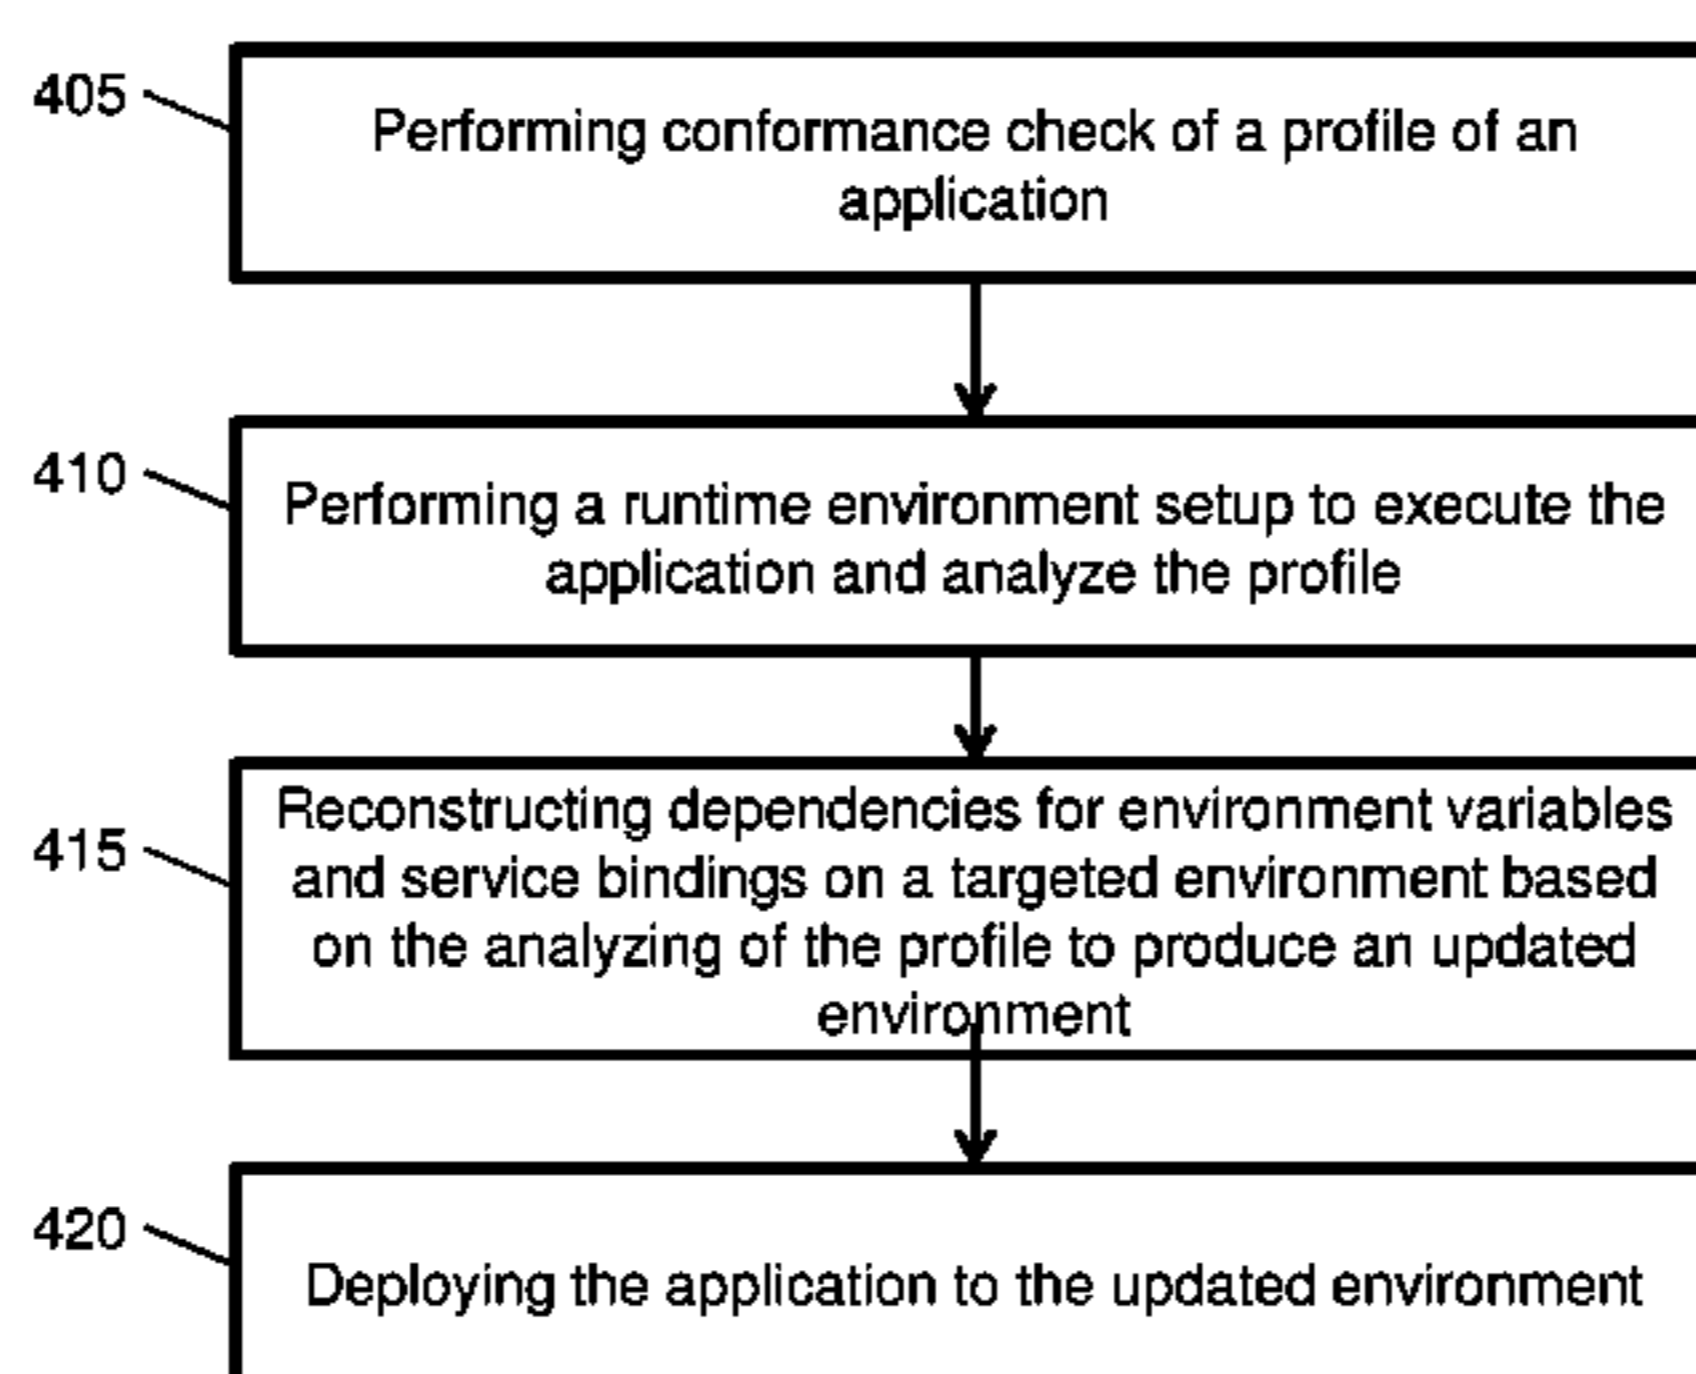 405
Performing conformance check of a profile of an
application
410
Performing a runtime environment setup to execute the
application and analyze the profile
415
Reconstructing dependencies for environment variables
and service bindings on a targeted environment based
on the analyzing of the profile to produce an updated
environment
420
Deploying the application to the updated environment